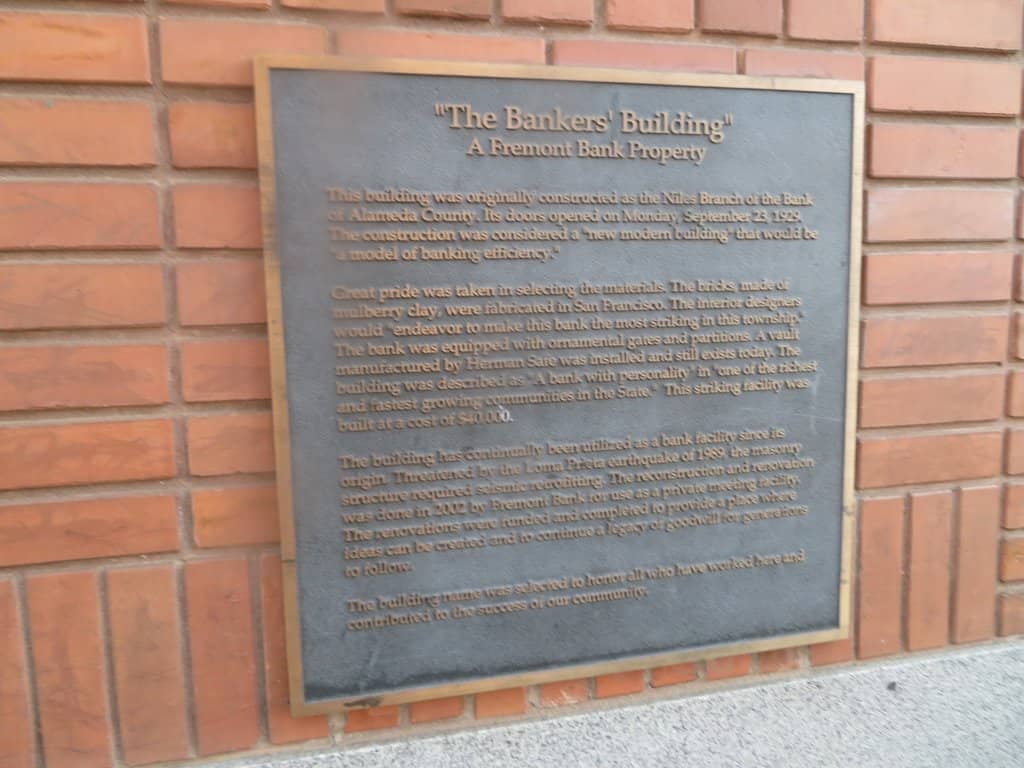 "The Bankers' Building"
A Fremont Bank Property
This building was originally constructed as the Niles Branch of the Bank
of Alameda County. Its doors opened on Monday, September 23, 1929.
The construction was considered a "new modern building" that would be
"a model of banking efficiency."
Great pride was taken in selecting the materials. The bricks, made of
mulberry clay, were fabricated in San Francisco. The interior designers
would "endeavor to make this bank the most striking in this township."
The bank was equipped with ornamental gates and partitions. A vault
manufactured by Herman Safe was installed and still exists today. The
building was described as "A bank with personality" in "one of the richest
and fastest growing communities in the State." This striking facility was
built at a cost of $40,000.
The building has continually been utilized as a bank facility since its
origin. Threatened by the Loma Prieta earthquake of 1989, the masonry
structure required seismic retrofitting. The reconstruction and renovation
was done in 2002 by Fremont Bank for use as a private meeting facility.
The renovations were funded and completed to provide a place where
ideas can be created and to continue a legacy of goodwill for generations
to follow.
The building name was selected to honor all who have worked here and
contributed to the success of our community.